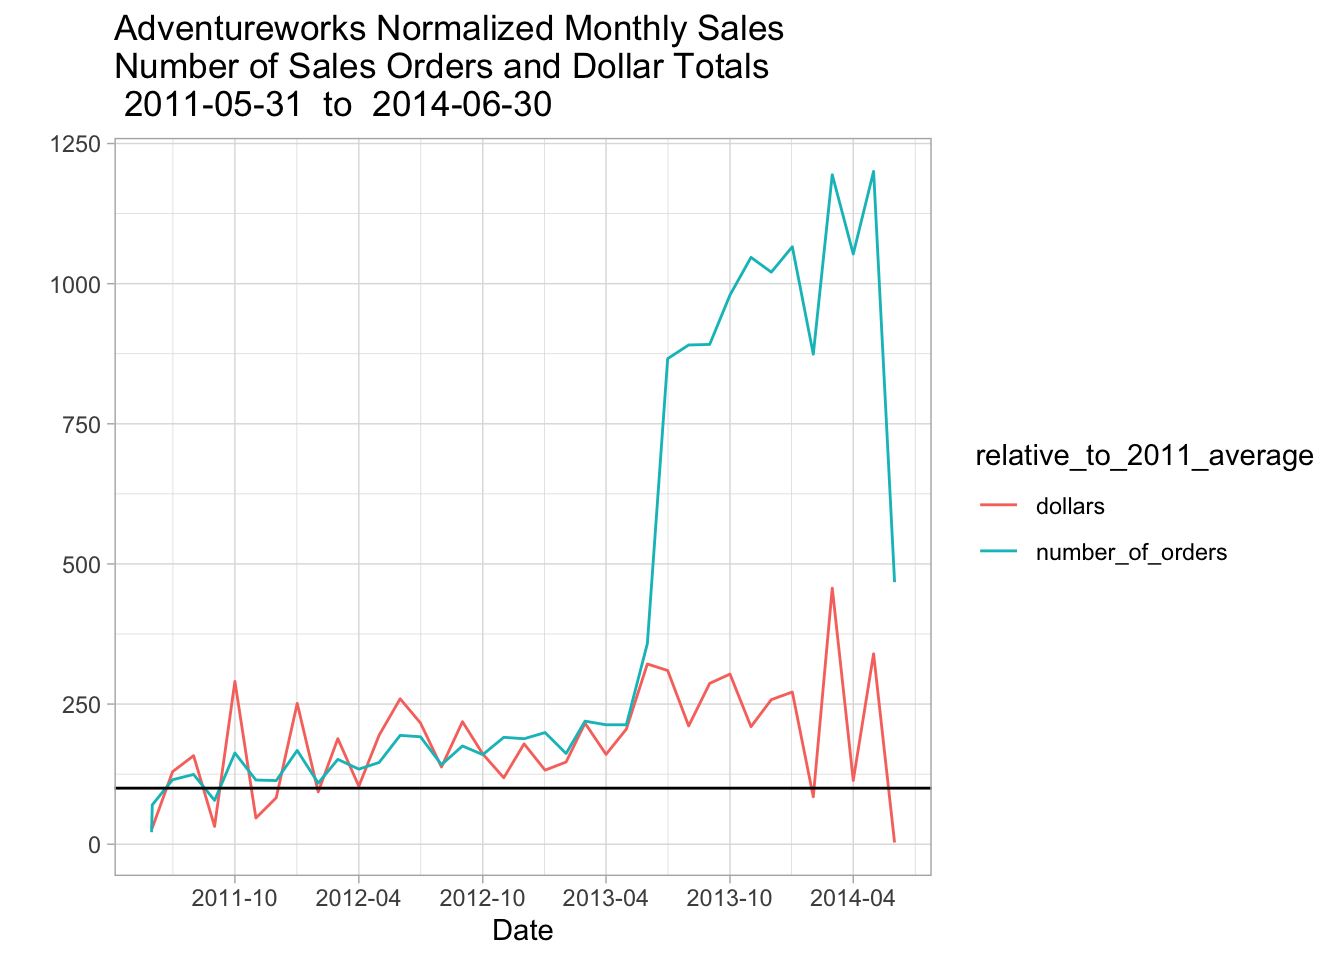 Adventureworks Normalized Monthly Sales
Number of Sales Orders and Dollar Totals
2011-05-31 to 2014-06-30
1250
1000
750
500
250
0
2011-10 2012-04 2012-10 2013-04 2013-10 2014-04
Date
relative_to_2011_average
dollars
number_of_orders